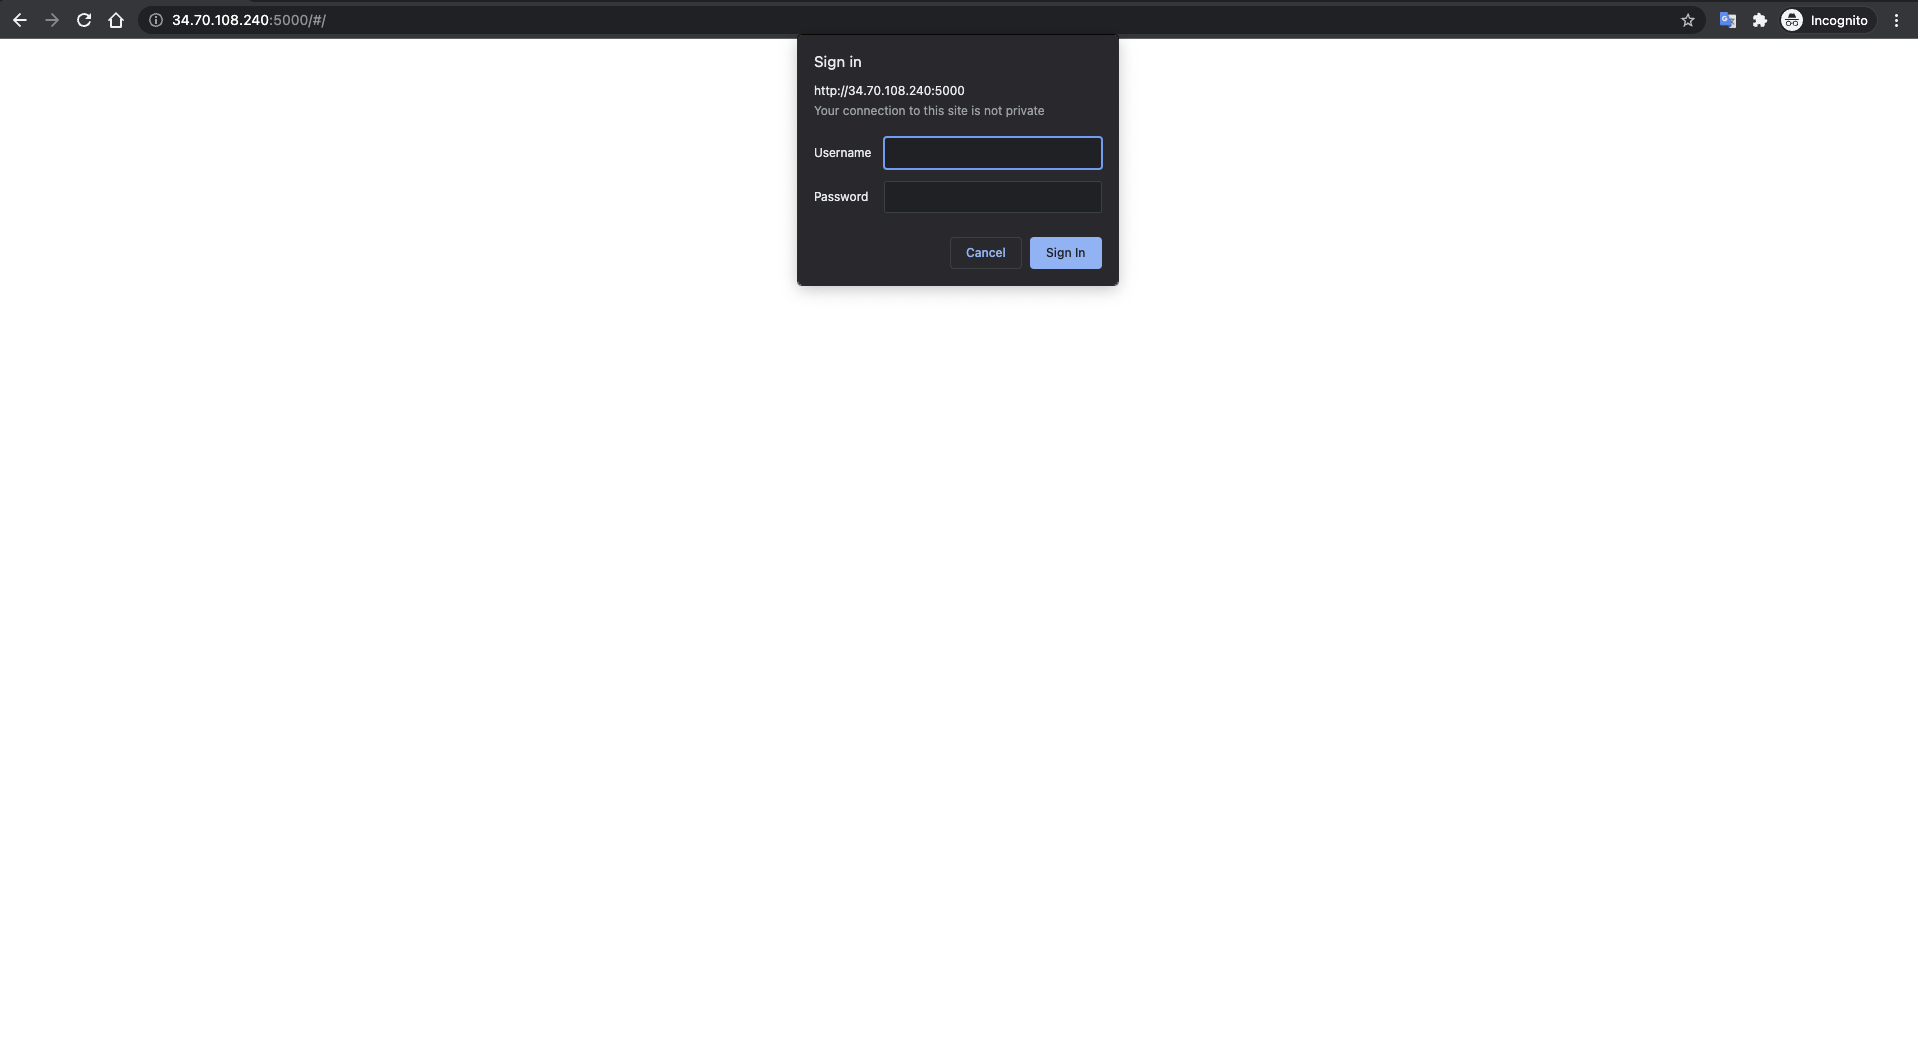 34.70.108.240:5000/#/
Incognito
Sign in
http://34.70.108.240:5000
Your connection to this site is not private
Username
Password
Cancel
Sign In